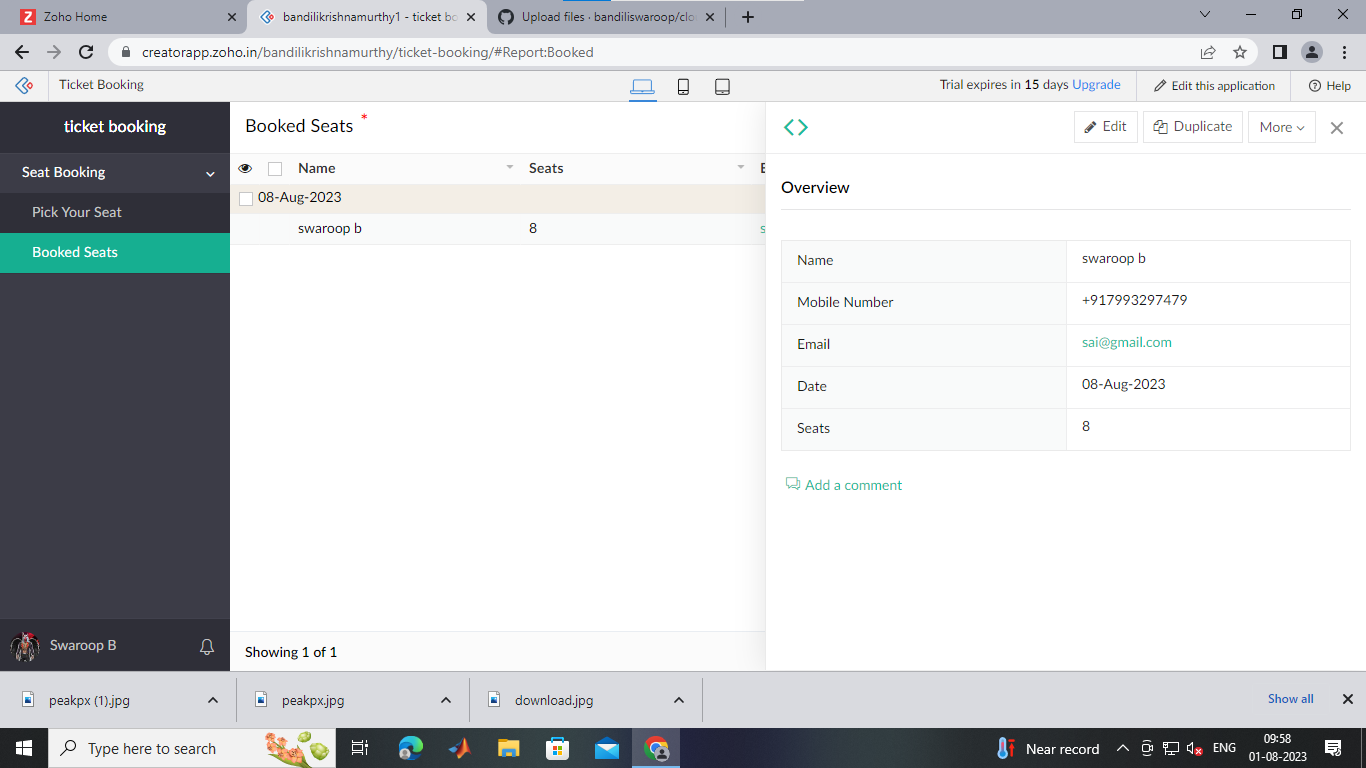 Z Zoho Home
bandilikrishnamurthy1 - ticket bo
Upload files · bandiliswaroop/clo
creatorapp.zoho.in/bandilikrishnamurthy/ticket-booking/#Report:Booked
Ticket Booking
Trial expires in 15 days Upgrade
Edit this application
Help
ticket booking
Seat Booking
Pick Your Seat
Booked Seats
Swaroop B
Booked Seats *
Name Seats E
08-Aug-2023
swaroop b 8 s
Showing 1 of 1
Edit Duplicate More
Overview
Name swaroop b
Mobile Number +917993297479
Email sai@gmail.com
Date 08-Aug-2023
Seats 8
Add a comment
peakpx (1).jpg
peakpx.jpg
download.jpg
Show all
Type here to search
Near record
ENG
09:58
01-08-2023